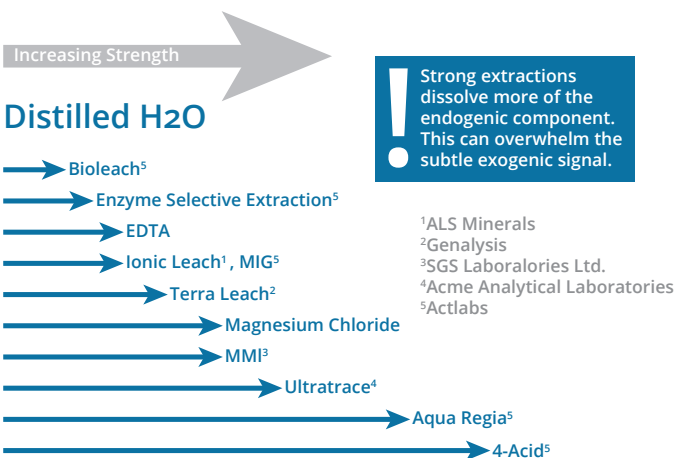 Increasing Strength
Strong extractions
dissolve more of the
endogenic component.
This can overwhelm the
subtle exogenic signal.
!
Distilled H2O
Bioleach⁵
Enzyme Selective Extraction⁵
EDTA
Ionic Leach¹, MIG⁵
Terra Leach²
Magnesium Chloride
MMI³
Ultratrace⁴
Aqua Regia⁵
4-Acid⁵
¹ALS Minerals
²Genalysis
³SGS Laboralories Ltd.
⁴Acme Analytical Laboratories
⁵Actlabs